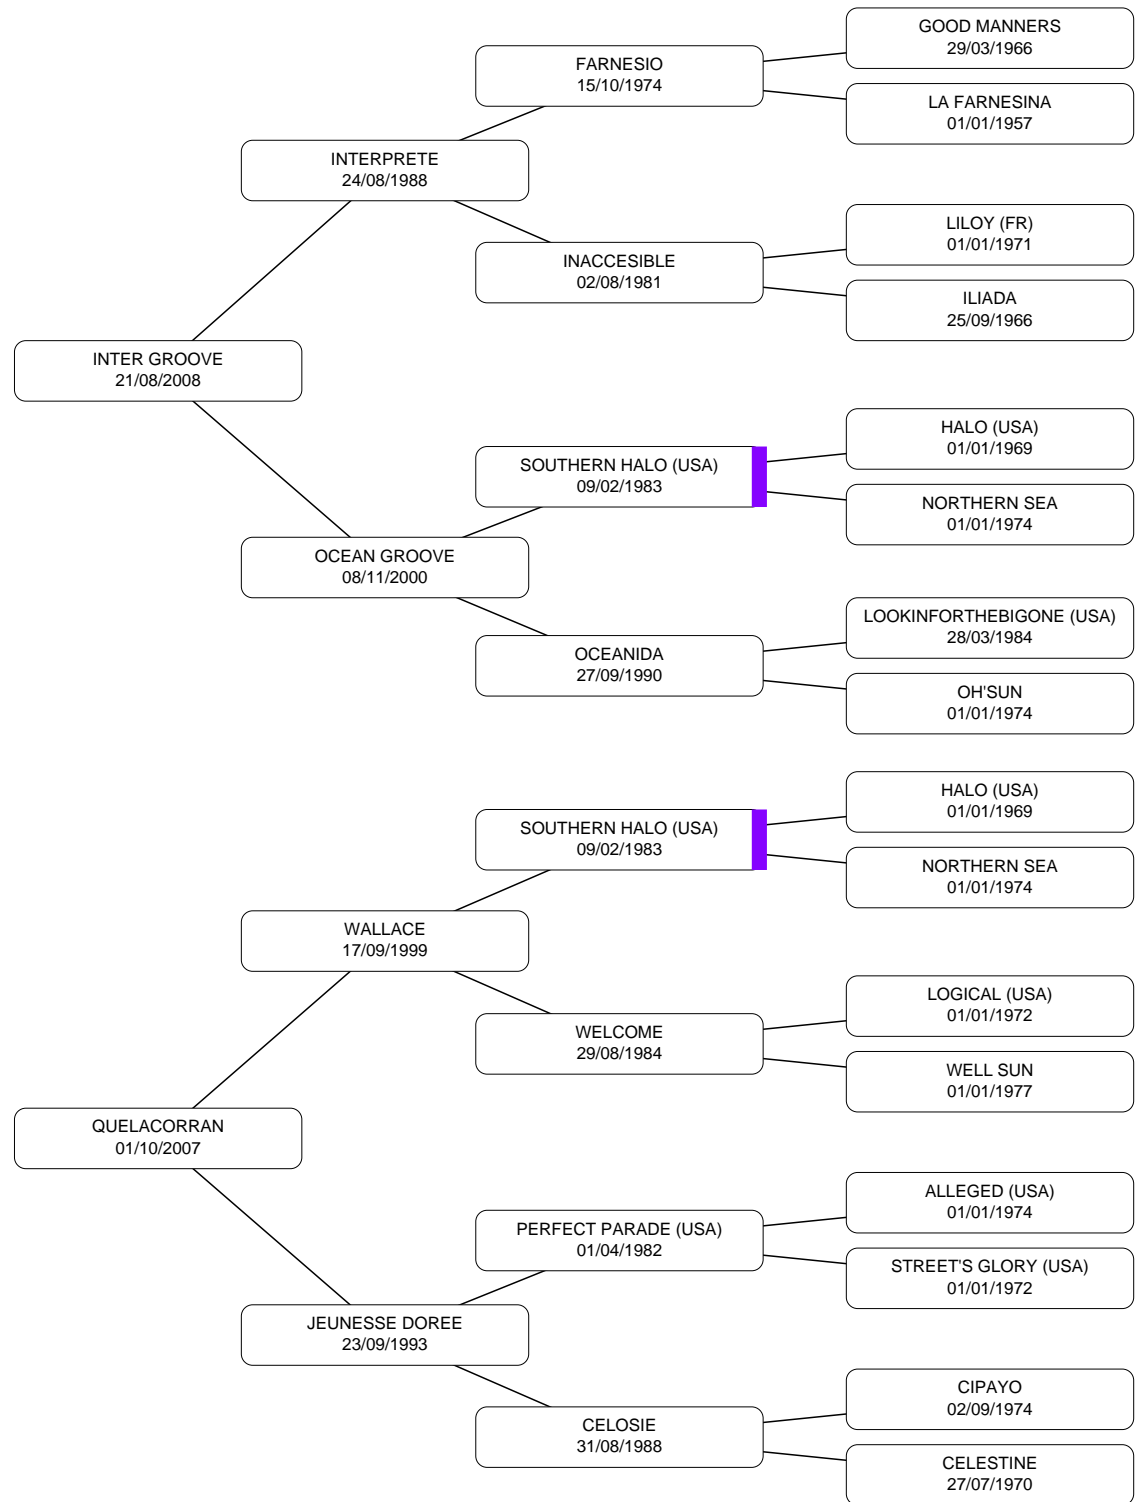 GOOD MANNERS
29/03/1966
FARNESIO
15/10/1974
LA FARNESINA
01/01/1957
INTERPRETE
24/08/1988
LILOY (FR)
01/01/1971
INACCESIBLE
02/08/1981
ILIADA
25/09/1966
INTER GROOVE
21/08/2008
HALO (USA)
01/01/1969
SOUTHERN HALO (USA)
09/02/1983
NORTHERN SEA
01/01/1974
OCEAN GROOVE
08/11/2000
LOOKINFORTHEBIGONE (USA)
28/03/1984
OCEANIDA
27/09/1990
OH'SUN
01/01/1974
HALO (USA)
01/01/1969
SOUTHERN HALO (USA)
09/02/1983
NORTHERN SEA
01/01/1974
WALLACE
17/09/1999
LOGICAL (USA)
01/01/1972
WELCOME
29/08/1984
WELL SUN
01/01/1977
QUELACORRAN
01/10/2007
ALLEGED (USA)
01/01/1974
PERFECT PARADE (USA)
01/04/1982
STREET'S GLORY (USA)
01/01/1972
JEUNESSE DOREE
23/09/1993
CIPAYO
02/09/1974
CELOSIE
31/08/1988
CELESTINE
27/07/1970